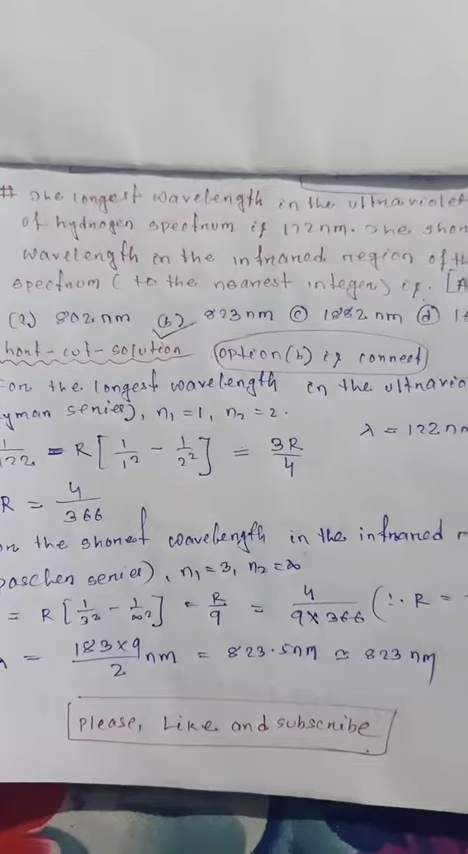 # The longest wavelength in the ultraviolet
of hydrogen spectrum is 122 nm. The shor
wavelength in the infrared region of th
spectrum (to the nearest integer) is. [A
(a) 802 nm (b) 823 nm (c) 1882 nm (d) 1
hort-cut-solution (option (b) is correct)
For the longest wavelength in the ultravio
yman series), n₁ = 1, n₂ = 2.
λ = 122 nm
1/122 = R[1/1² - 1/2²] = 3R/4
R = 4/366
on the shorest wavelength in the infrared r
paschen series), n₁ = 3, n₂ = ∞
= R[1/3² - 1/∞²] = R/9 = 4/9×366 (∵ R =
= 183×9/2 nm = 823.5nm ≃ 823 nm
please, Like and subscribe